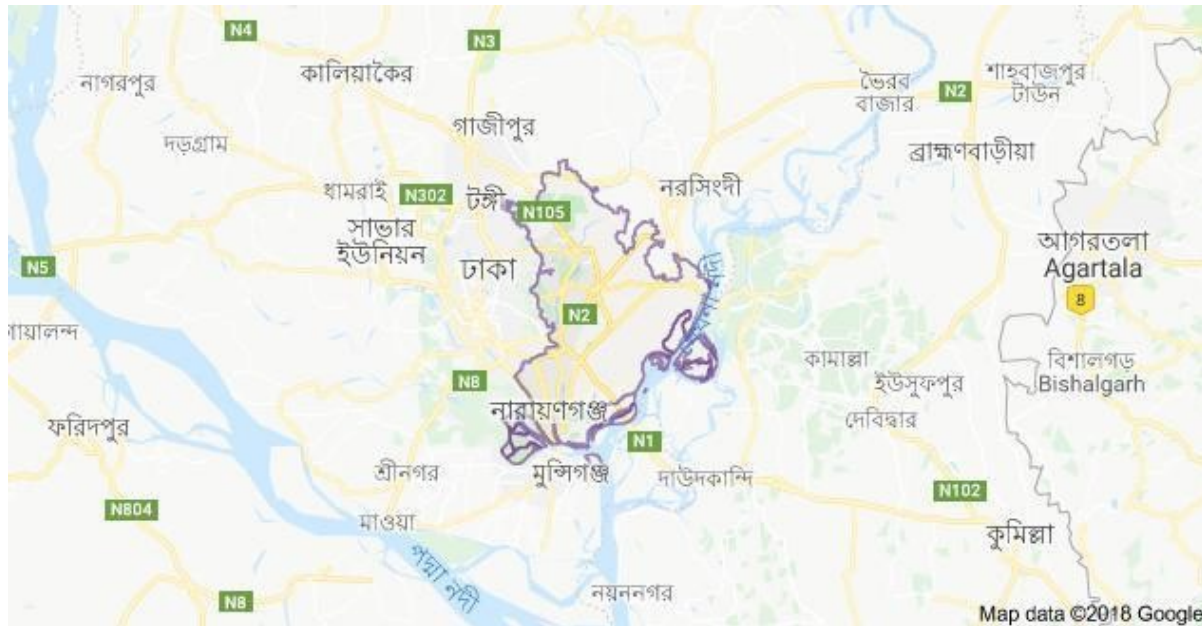 N4
N3
নাগরপুর
কালিয়াকৈর
ভৈরব
বাজার
N2
শাহবাজপুর
টাউন
দড়গ্রাম
গাজীপুর
ব্রাহ্মণবাড়ীয়া
ধামরাই
N302
টঙ্গী
N105
নরসিংদী
সাভার
ইউনিয়ন
ঢাকা
আগরতলা
Agartala
8
N5
N2
কামাল্লা
বিশালগড়
Bishalgarh
N8
ইউসুফপুর
নারায়ণগঞ্জ
দেবিদ্বার
ফরিদপুর
N1
শ্রীনগর
মুন্সিগঞ্জ
দাউদকান্দি
N102
N804
মাওয়া
কুমিল্লা
পদ্মা নদী
নয়ননগর
N8
Map data ©2018 Google